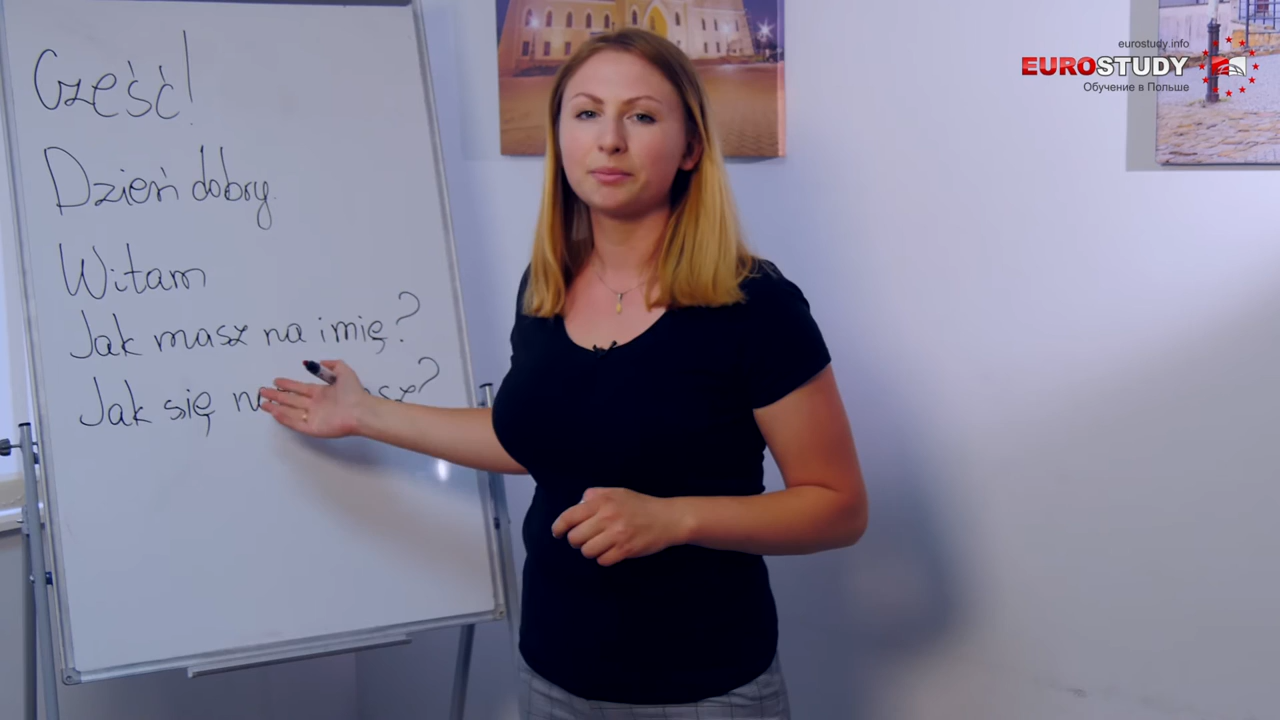 Cześć!
Dzień dobry.
Witam
Jak masz na imię?
Jak się
eurostudy.info
EUROSTUDY
Обучение в Польше